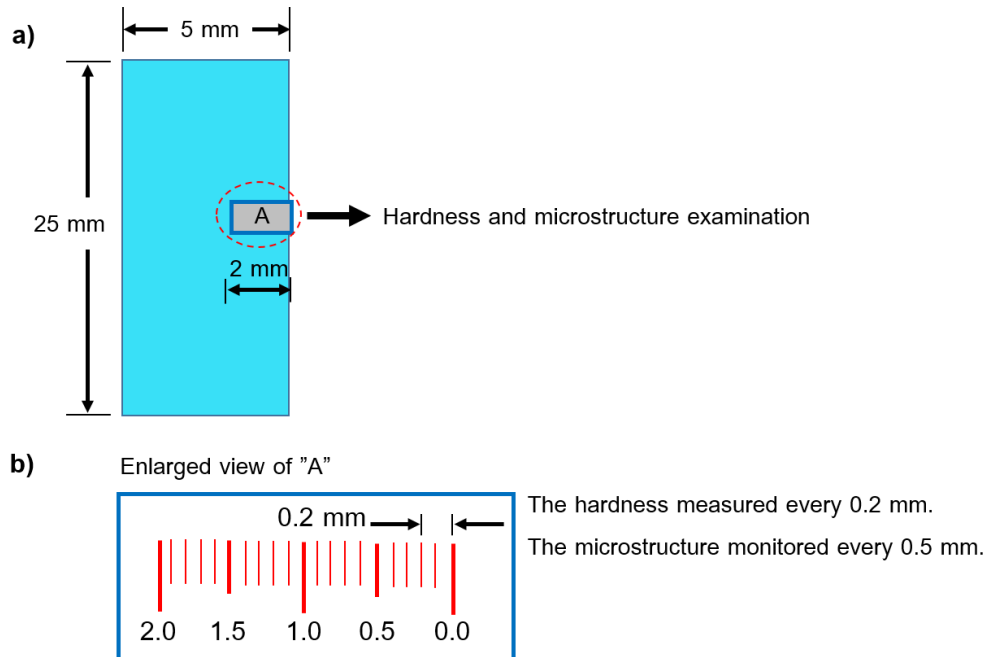 a)
5 mm
25 mm
A
Hardness and microstructure examination
2 mm
b)
Enlarged view of ”A”
0.2 mm
The hardness measured every 0.2 mm.
The microstructure monitored every 0.5 mm.
2.0 1.5 1.0 0.5 0.0